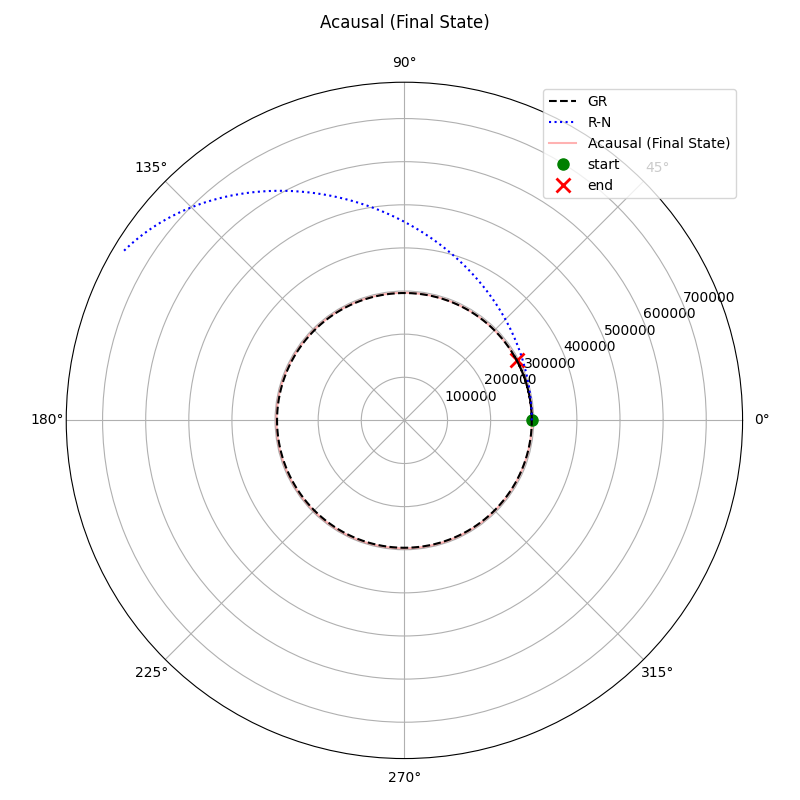 Acausal (Final State)
90°
GR
R-N
Acausal (Final State)
start
end
135°
45°
700000
600000
500000
400000
300000
200000
100000
180°
0°
225°
315°
270°